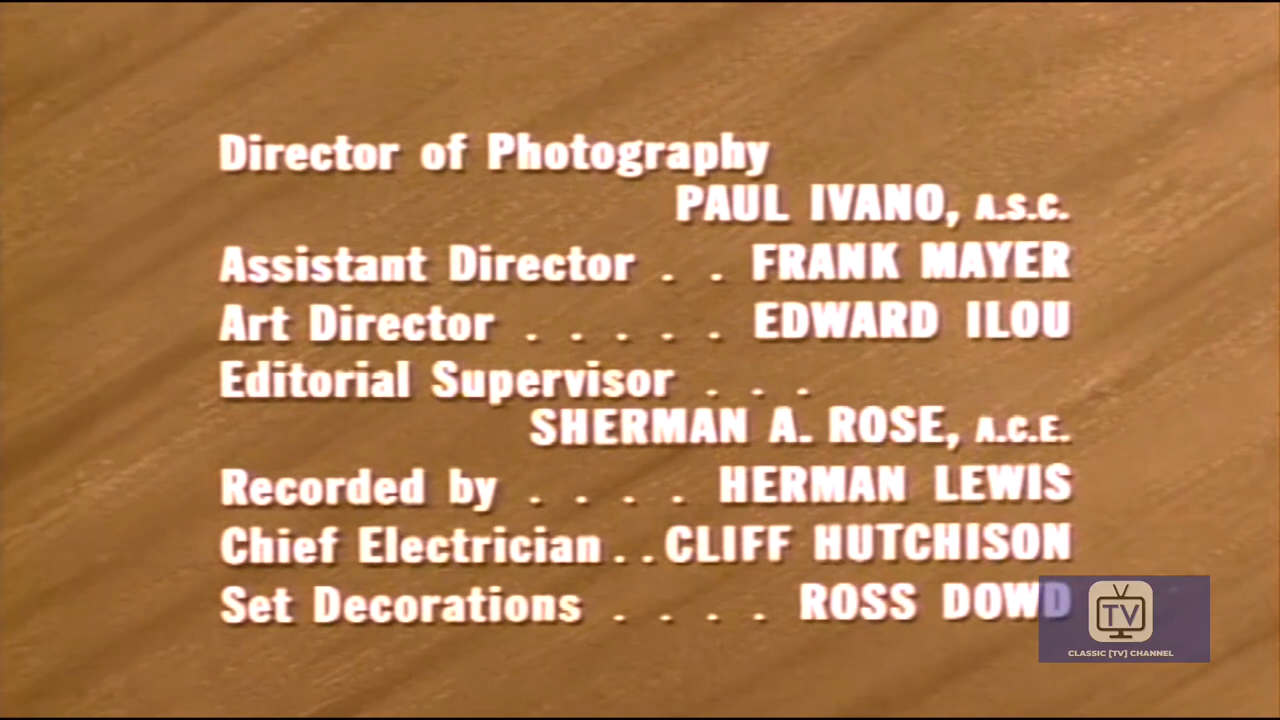 Director of Photography
PAUL IVANO, A.S.C.
Assistant Director . . FRANK MAYER
Art Director . . . . . EDWARD ILOU
Editorial Supervisor . . .
SHERMAN A. ROSE, A.C.E.
Recorded by . . . . HERMAN LEWIS
Chief Electrician . . CLIFF HUTCHISON
Set Decorations . . . . ROSS DOWD
TV
CLASSIC [TV] CHANNEL